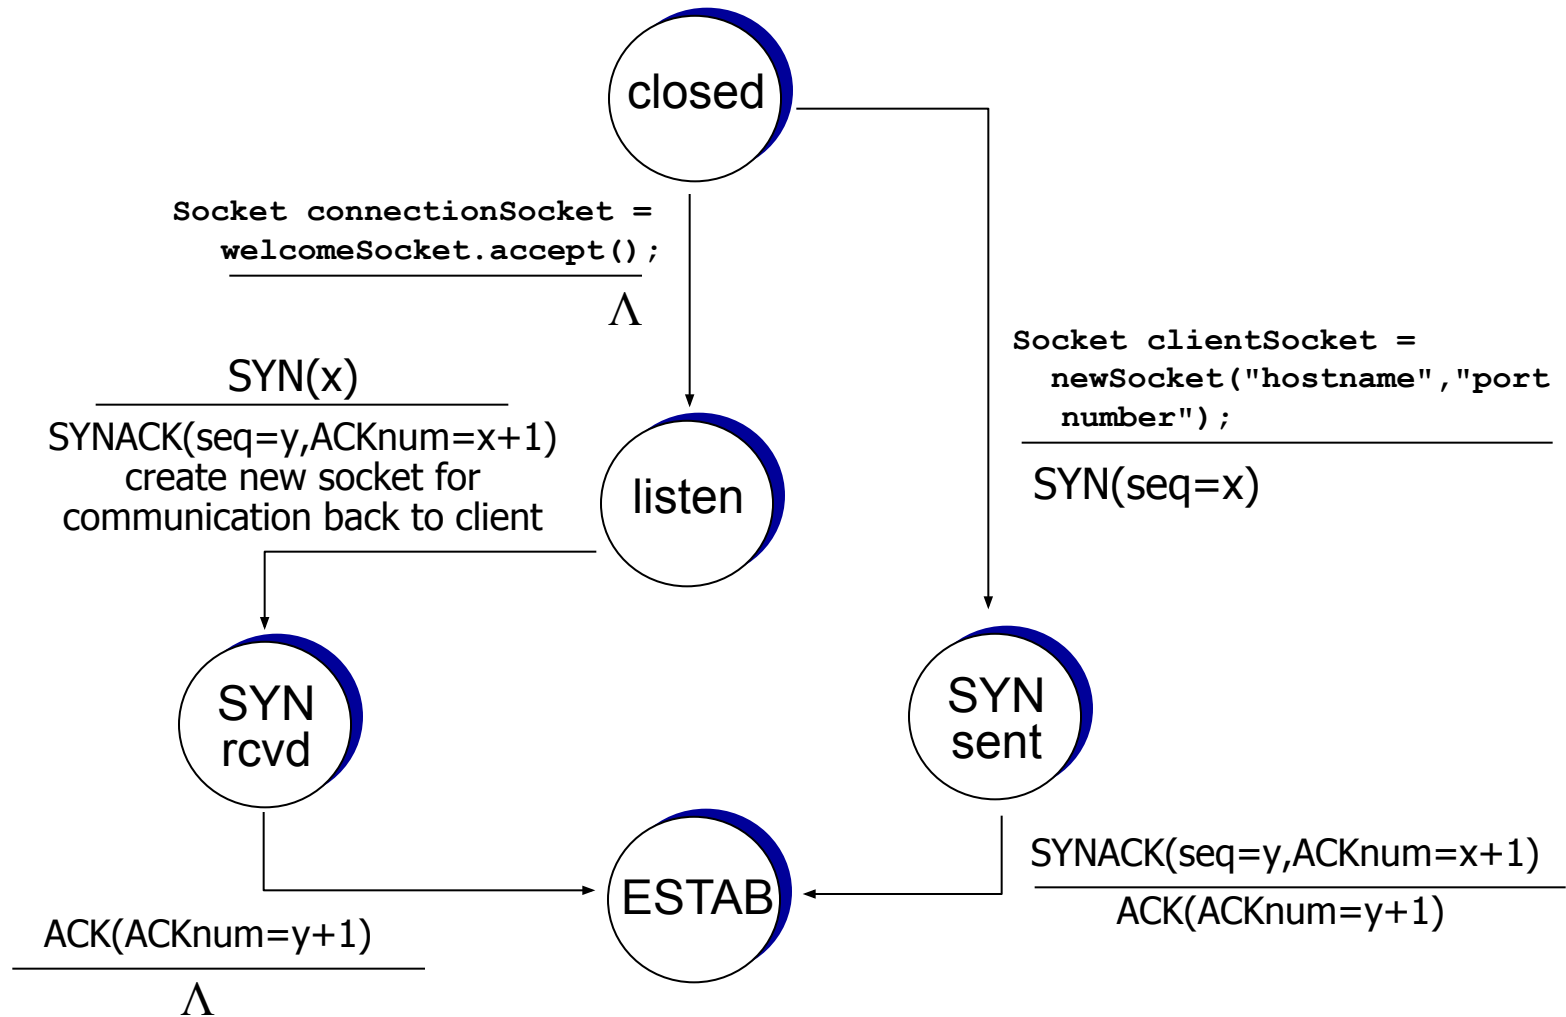 closed
Socket connectionSocket =
welcomeSocket.accept();
Λ
Socket clientSocket =
newSocket("hostname","port
number");
SYN(seq=x)
SYN(x)
SYNACK(seq=y,ACKnum=x+1)
create new socket for
communication back to client
listen
SYN
rcvd
SYN
sent
ESTAB
SYNACK(seq=y,ACKnum=x+1)
ACK(ACKnum=y+1)
ACK(ACKnum=y+1)
Λ